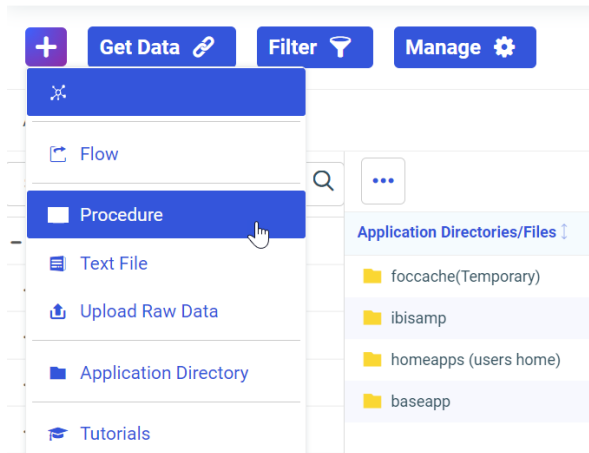 Get Data
Filter
Manage
Flow
Procedure
Text File
Upload Raw Data
Application Directory
Tutorials
Application Directories/Files
foccache(Temporary)
ibisamp
homeapps (users home)
baseapp